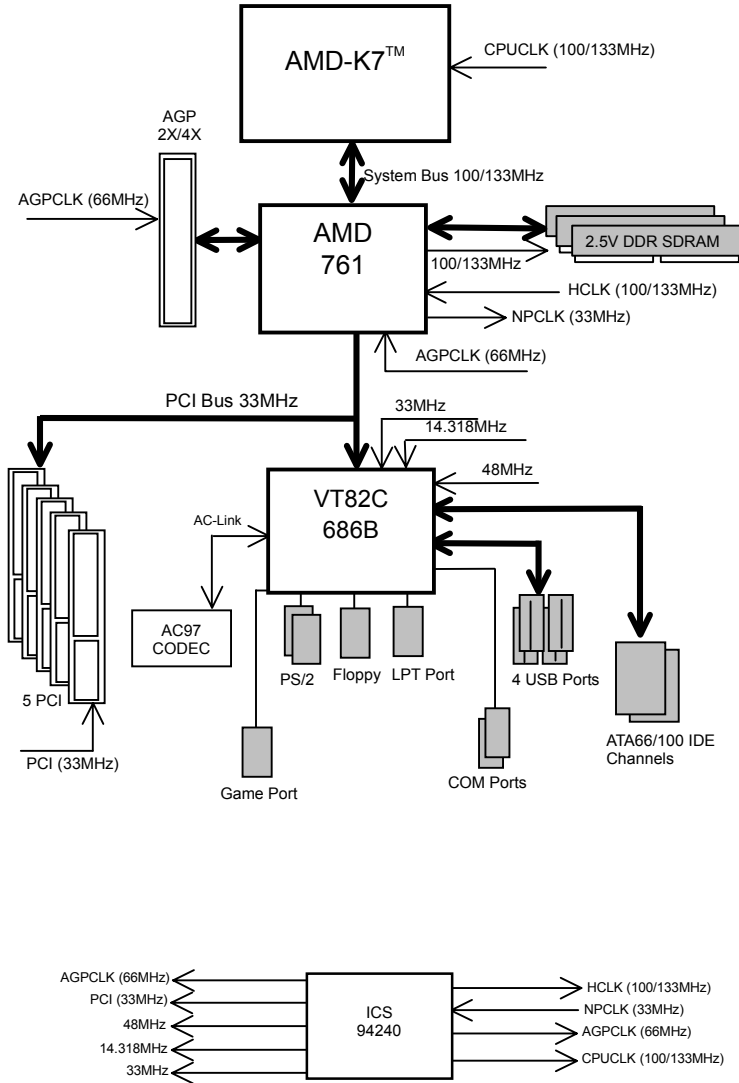 AMD-K7™
CPUCLK (100/133MHz)
AGP
2X/4X
System Bus 100/133MHz
AGPCLK (66MHz)
AMD
761
2.5V DDR SDRAM
100/133MHz
HCLK (100/133MHz)
NPCLK (33MHz)
AGPCLK (66MHz)
PCI Bus 33MHz
33MHz
14.318MHz
48MHz
VT82C
686B
AC-Link
AC97
CODEC
PS/2
Floppy
LPT Port
4 USB Ports
5 PCI
PCI (33MHz)
ATA66/100 IDE
Channels
COM Ports
Game Port
AGPCLK (66MHz)
PCI (33MHz)
48MHz
14.318MHz
33MHz
ICS
94240
HCLK (100/133MHz)
NPCLK (33MHz)
AGPCLK (66MHz)
CPUCLK (100/133MHz)